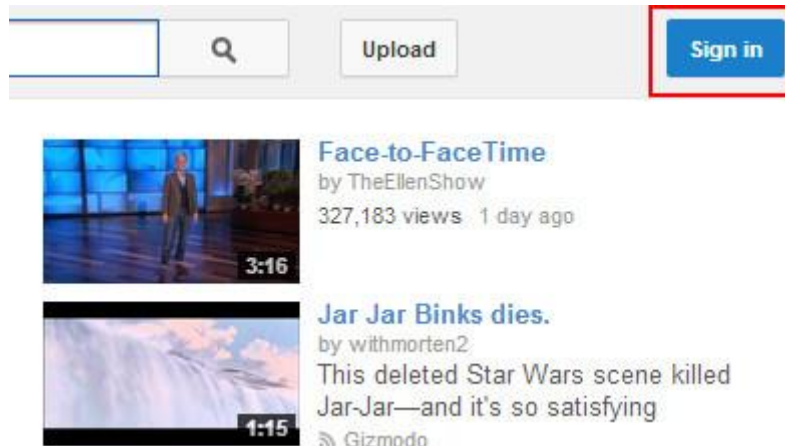 Upload
Sign in
Face-to-FaceTime
by TheEllenShow
327,183 views 1 day ago
3:16
Jar Jar Binks dies.
by withmorten2
This deleted Star Wars scene killed
Jar-Jar—and it's so satisfying
1:15
Gizmodo